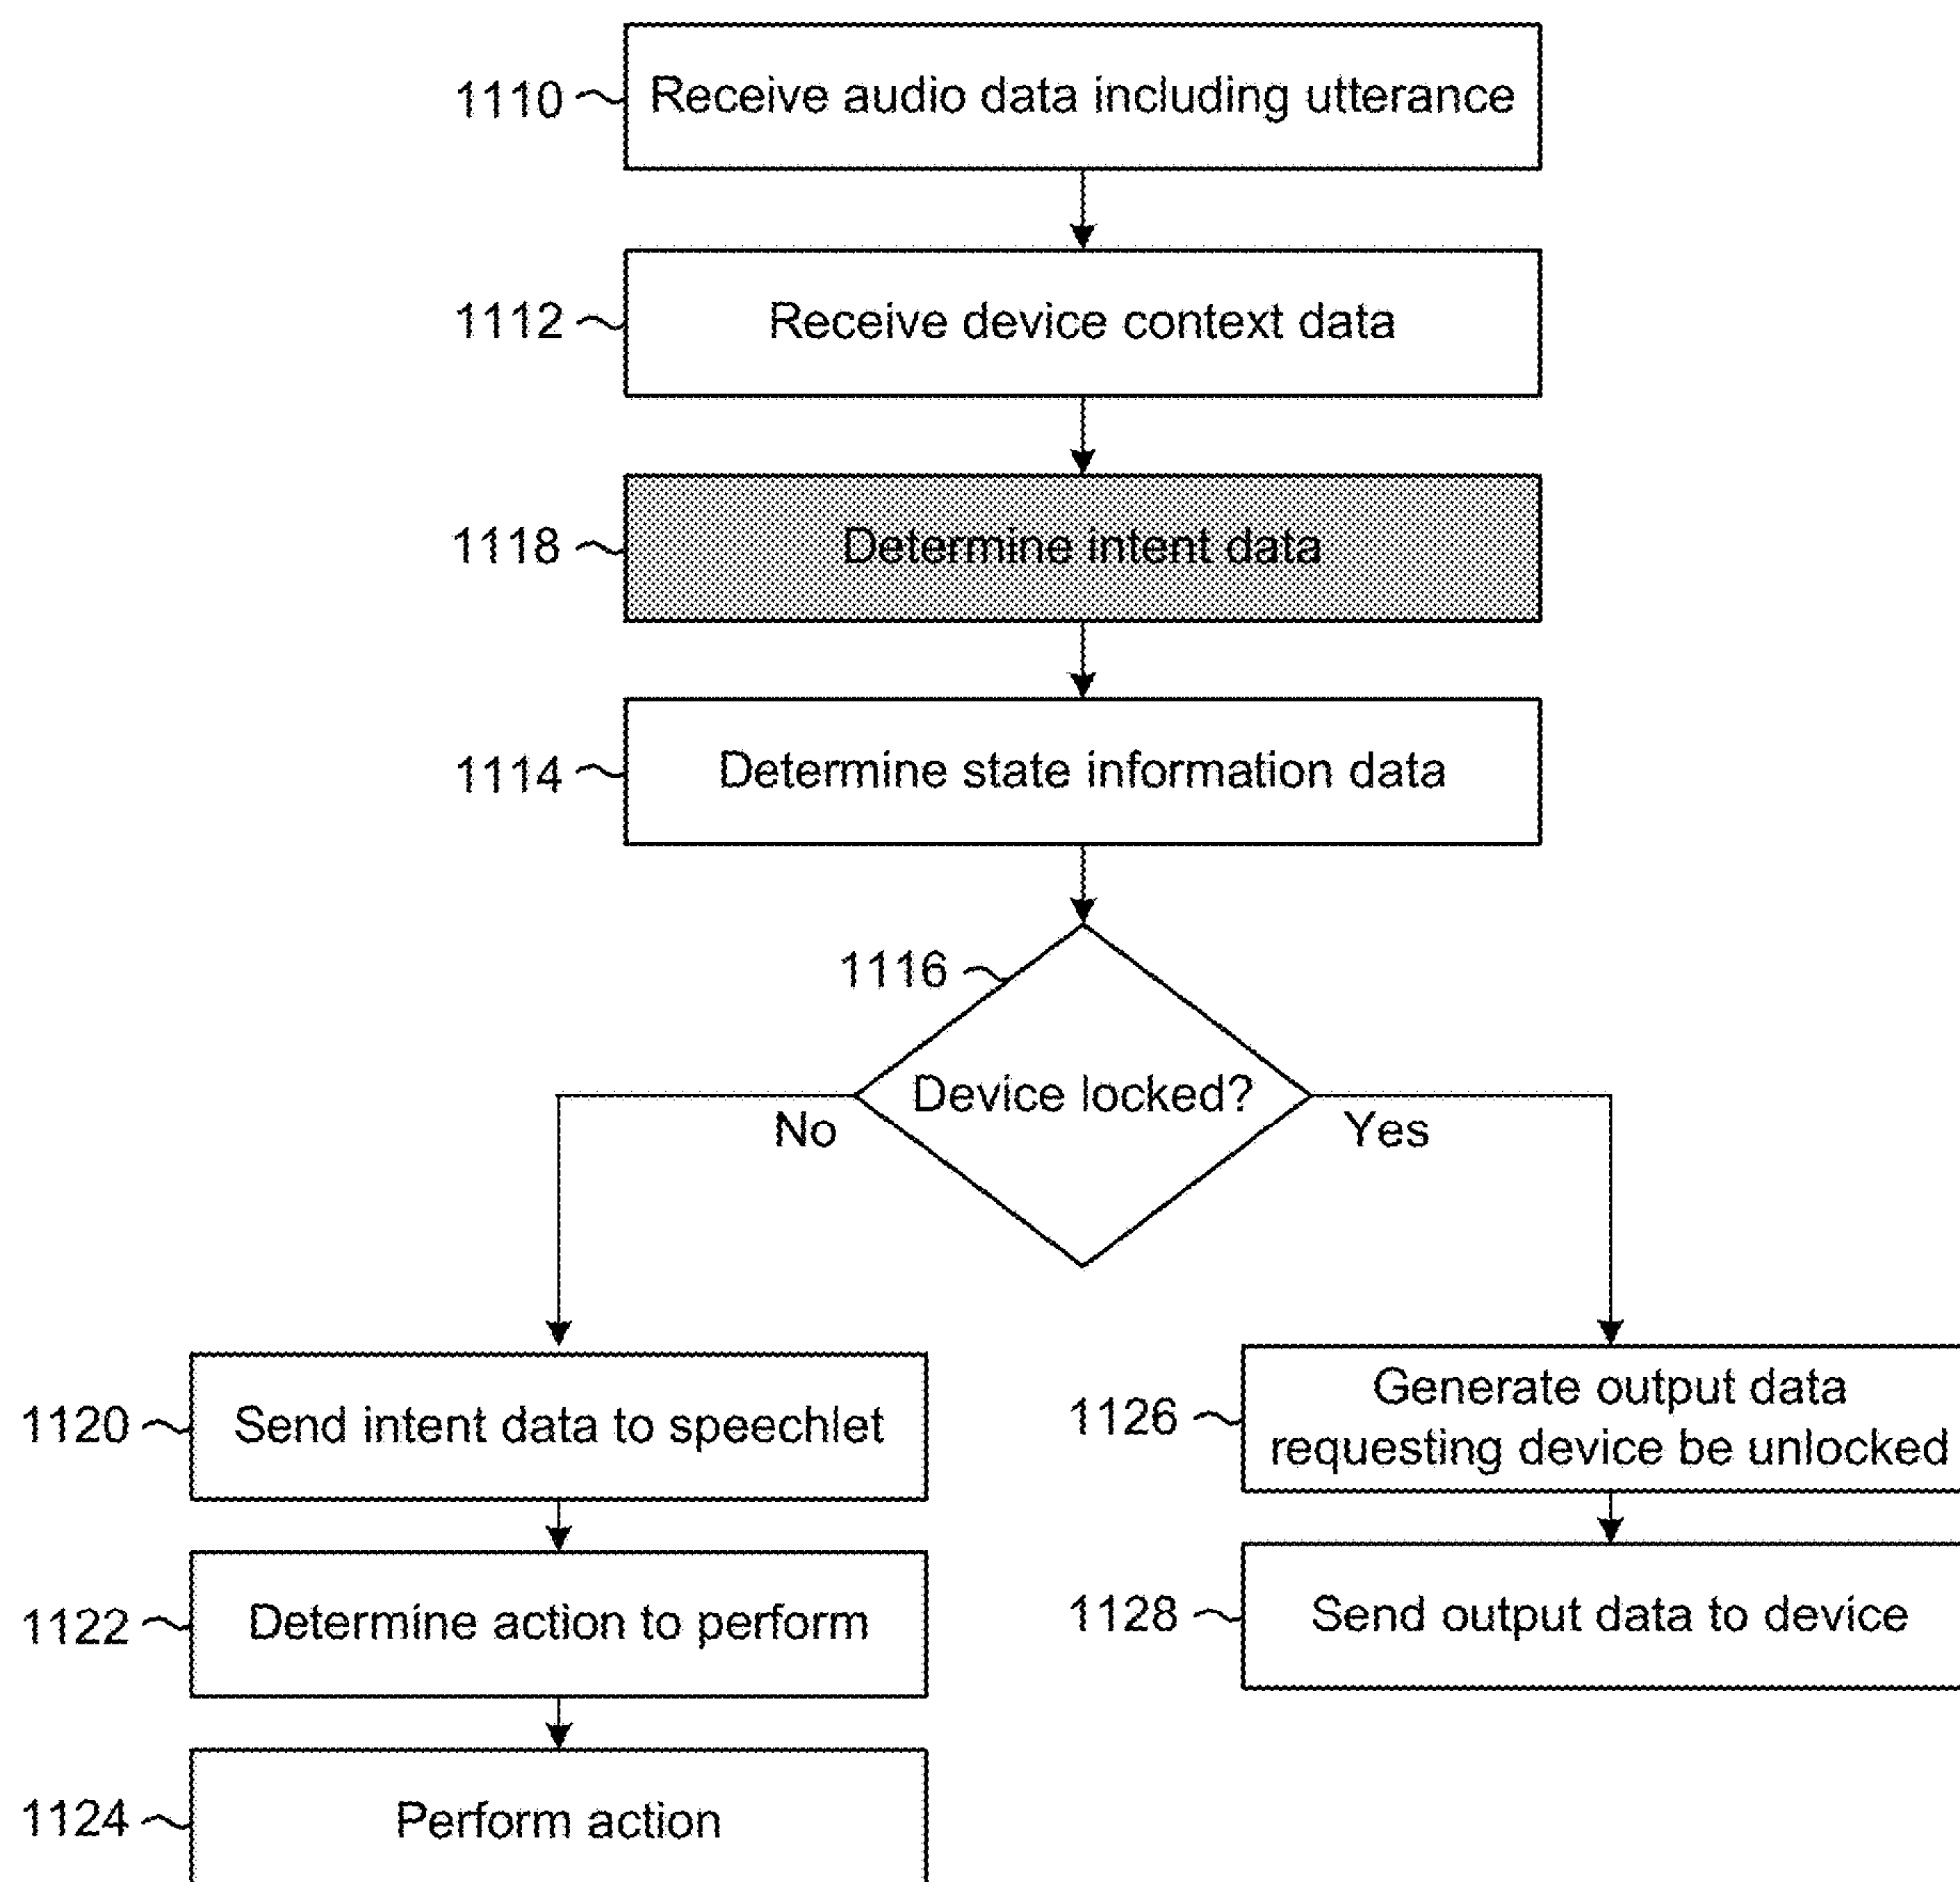 1110 Receive audio data including utterance
1112 Receive device context data
1118 Determine intent data
1114 Determine state information data
1116
Device locked?
No
Yes
1120 Send intent data to speechlet
1122 Determine action to perform
1124 Perform action
1126 Generate output data
requesting device be unlocked
1128 Send output data to device